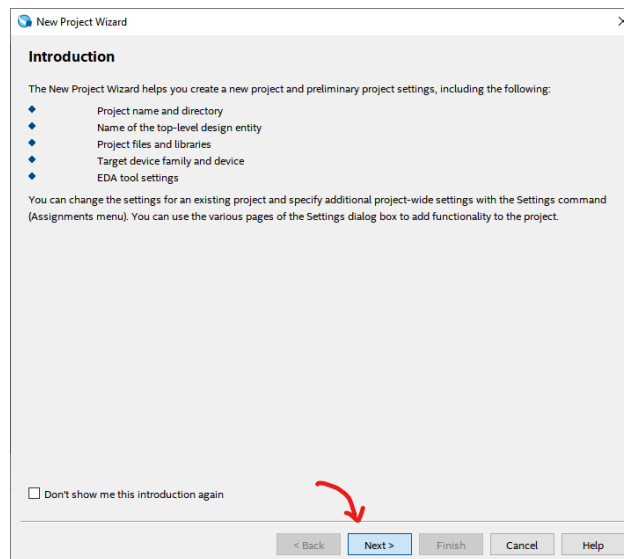 New Project Wizard
Introduction
The New Project Wizard helps you create a new project and preliminary project settings, including the following:
Project name and directory
Name of the top-level design entity
Project files and libraries
Target device family and device
EDA tool settings
You can change the settings for an existing project and specify additional project-wide settings with the Settings command
(Assignments menu). You can use the various pages of the Settings dialog box to add functionality to the project.
Don't show me this introduction again
< Back Next > Finish Cancel Help